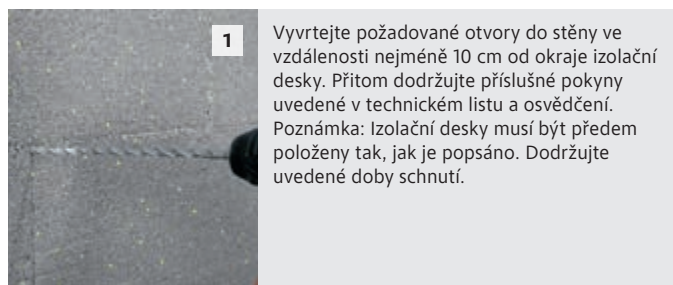 1
Vyvrtejte požadované otvory do stěny ve
vzdálenosti nejméně 10 cm od okraje izolační
desky. Přitom dodržujte příslušné pokyny
uvedené v technickém listu a osvědčení.
Poznámka: Izolační desky musí být předem
položeny tak, jak je popsáno. Dodržujte
uvedené doby schnutí.